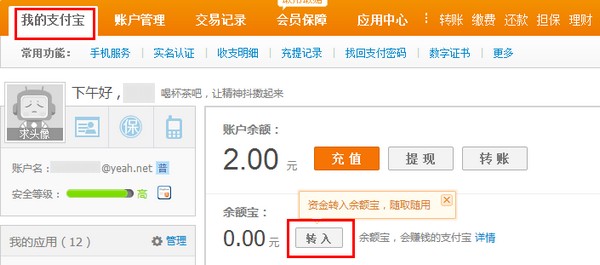 我的支付宝 账户管理 交易记录 会员保障 应用中心 转账 缴费 还款 担保 理财
常用功能： 手机服务 实名认证 收支明细 充提记录 找回支付密码 数字证书 更多
下午好， 喝杯茶吧，让精神抖擞起来
保
求头像
账户名： @yeah.net 普
安全等级： 高
账户余额：
2.00 元 充值 提现 转账
资金转入余额宝，随取随用
余额宝：
0.00 元 转入 余额宝，会赚钱的支付宝 详情
我的应用（12） 管理